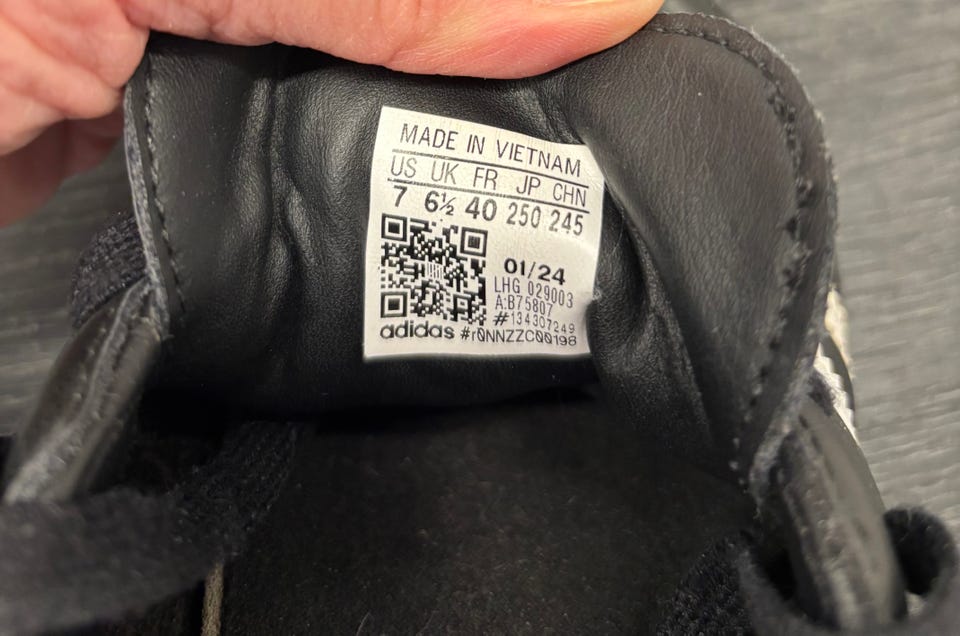 MADE IN VIETNAM
US UK FR JP CHN
7 6½ 40 250 245
01/24
LHG 029003
A:B75807
#134307249
adidas #r0NNZZC00198